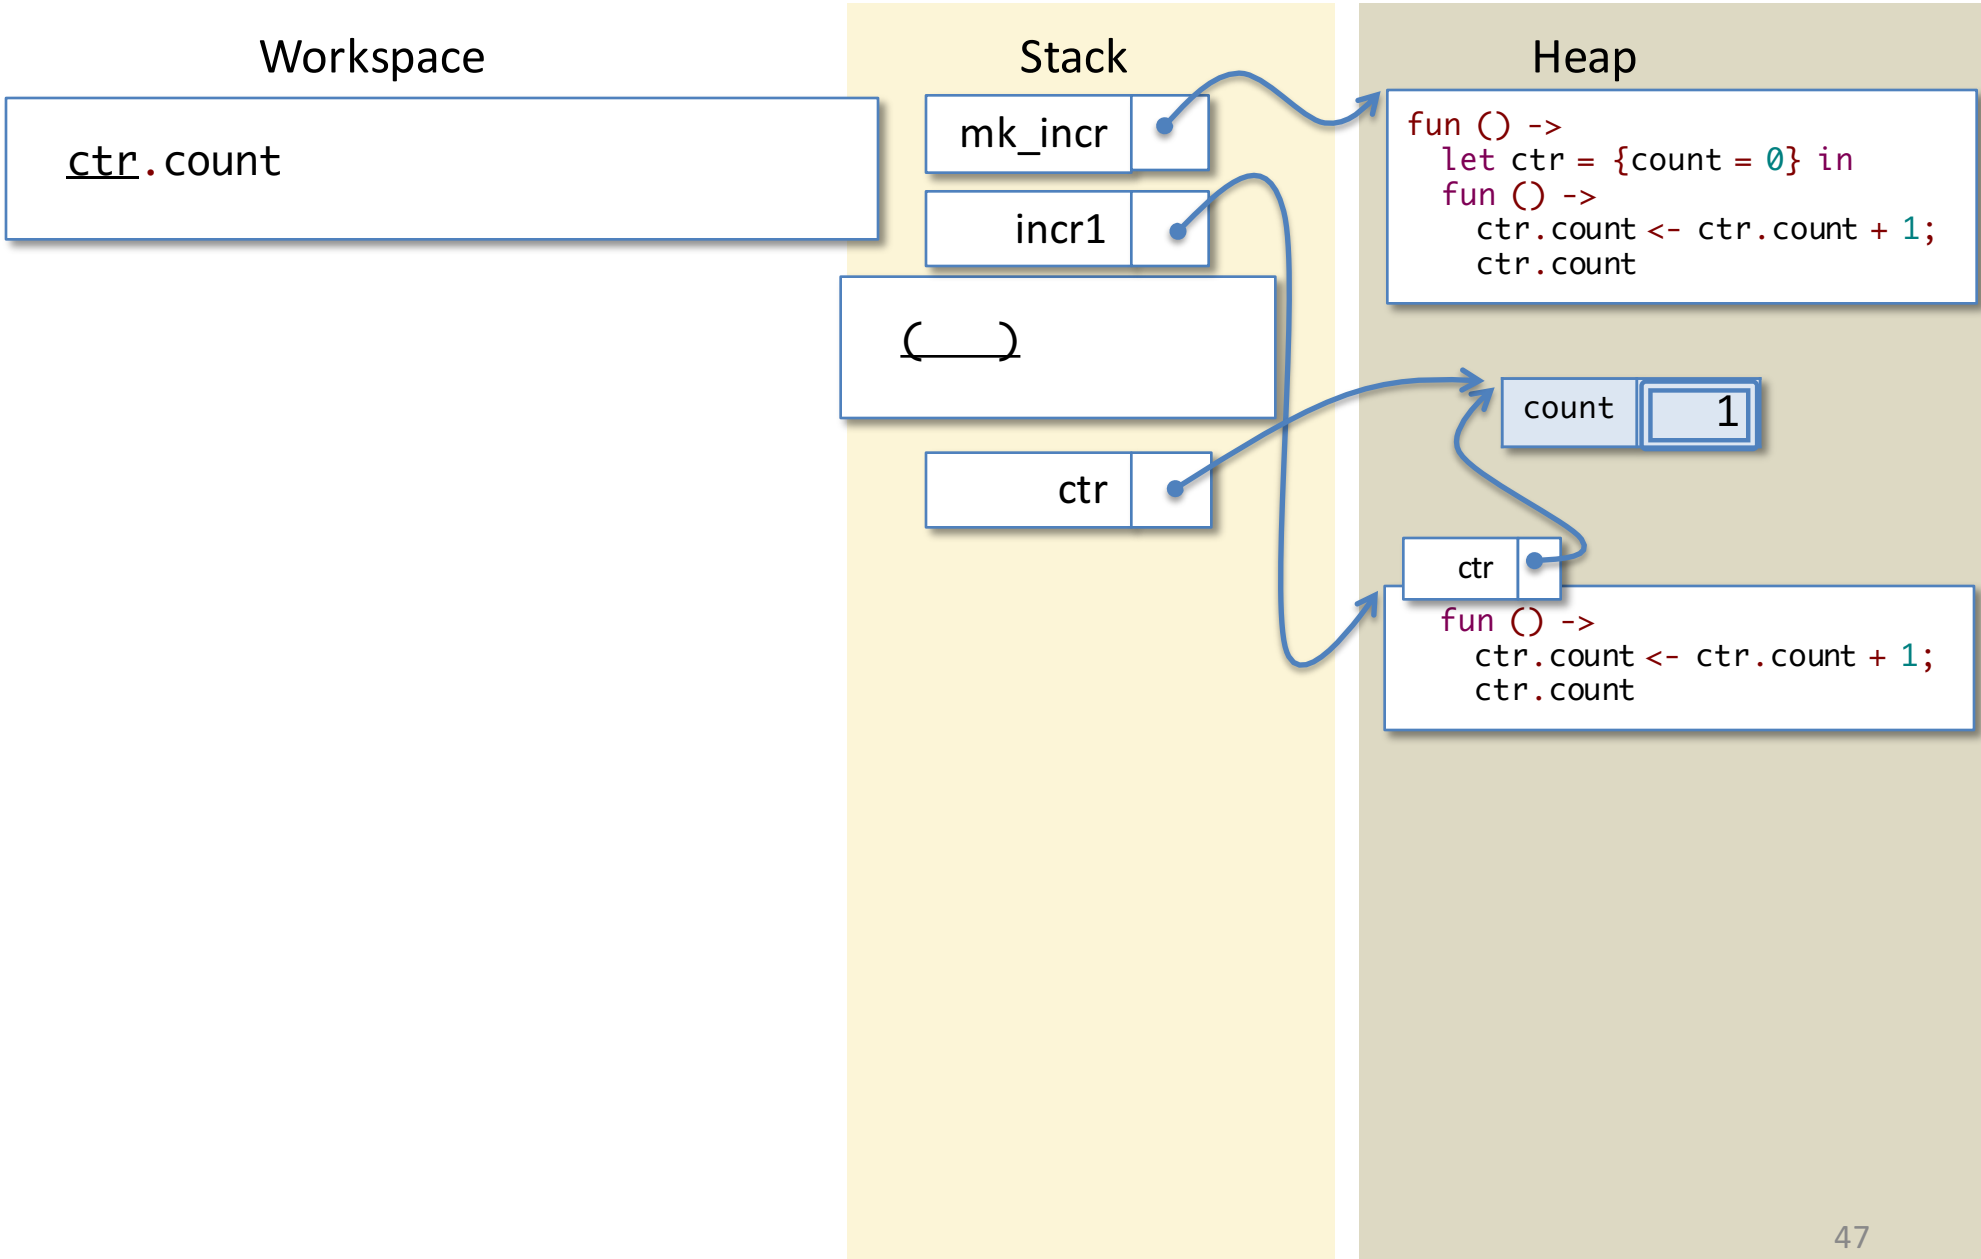 Workspace
ctr.count
Stack
mk_incr
incr1
( )
ctr
Heap
fun () ->
let ctr = {count = 0} in
fun () ->
ctr.count <- ctr.count + 1;
ctr.count
count 1
ctr
fun () ->
ctr.count <- ctr.count + 1;
ctr.count
47